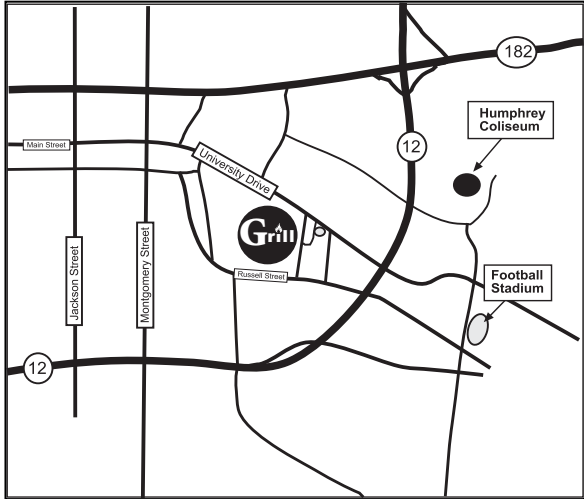 182
Humphrey
Coliseum
12
Main Street
University Drive
Grill
Jackson Street
Montgomery Street
Russell Street
Football
Stadium
12